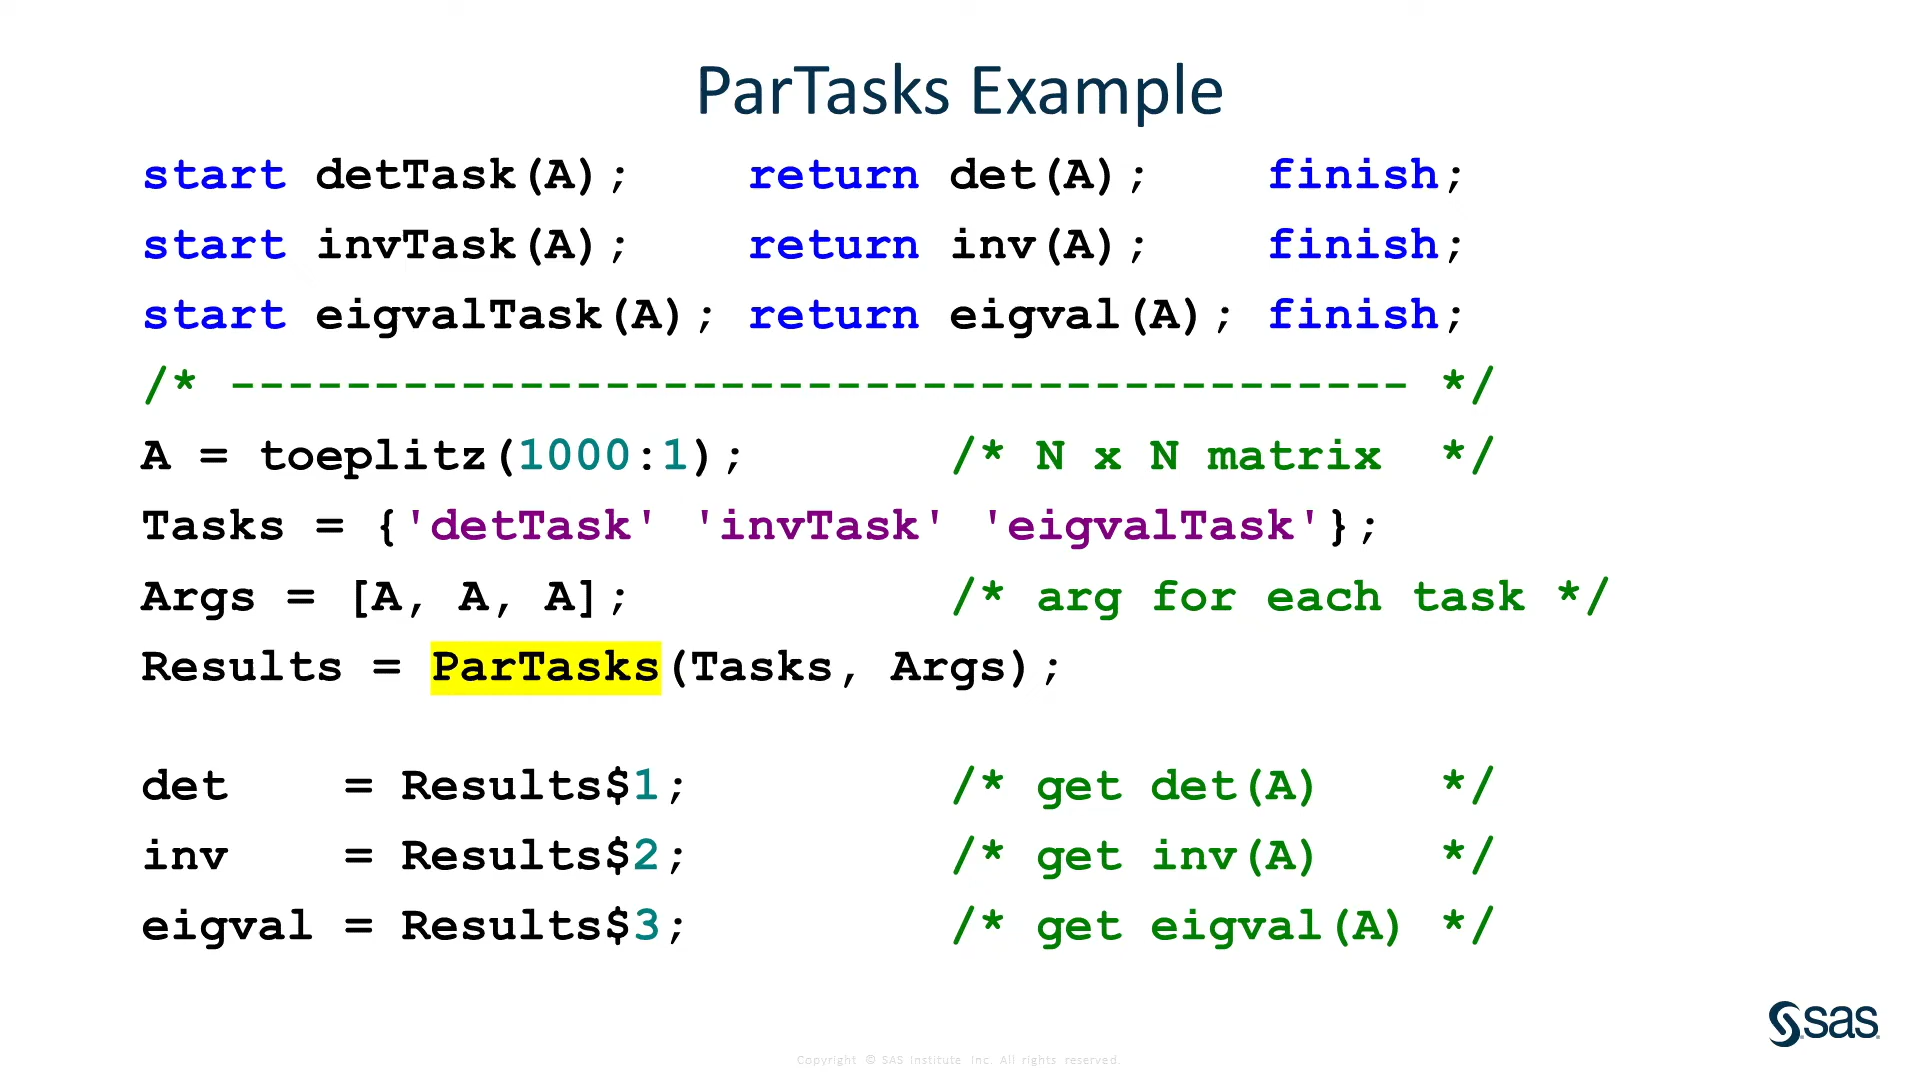 ParTasks Example
start detTask(A);    return det(A);    finish;
start invTask(A);    return inv(A);    finish;
start eigvalTask(A); return eigval(A); finish;
/* ----------------------------------------- */
A = toeplitz(1000:1);       /* N x N matrix  */
Tasks = {'detTask' 'invTask' 'eigvalTask'};
Args = [A, A, A];           /* arg for each task */
Results = ParTasks(Tasks, Args);
det    = Results$1;         /* get det(A)    */
inv    = Results$2;         /* get inv(A)    */
eigval = Results$3;         /* get eigval(A) */
sas
Copyright © SAS Institute Inc. All rights reserved.